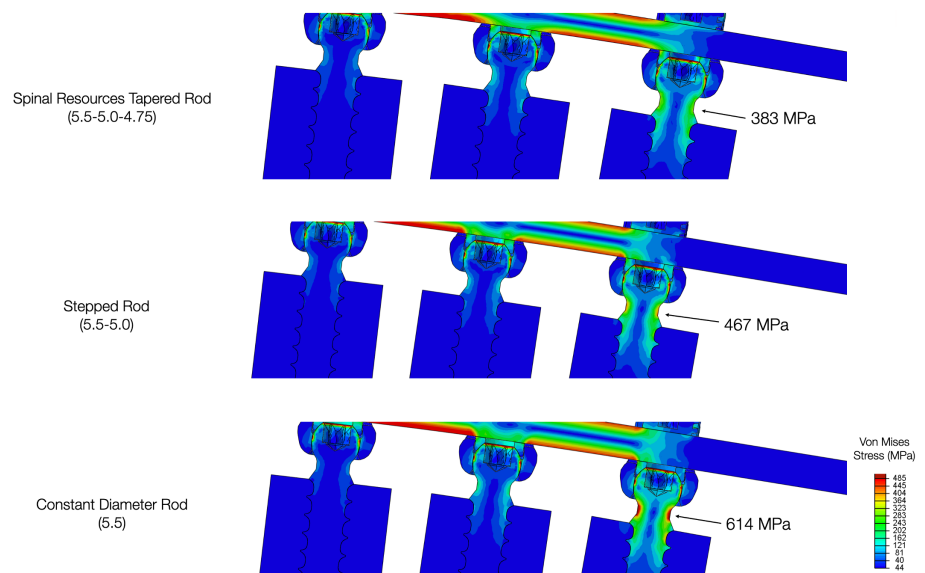 Spinal Resources Tapered Rod
(5.5-5.0-4.75)
383 MPa
Stepped Rod
(5.5-5.0)
467 MPa
Constant Diameter Rod
(5.5)
614 MPa
Von Mises
Stress (MPa)
485
445
404
364
323
283
243
202
162
121
81
40
44